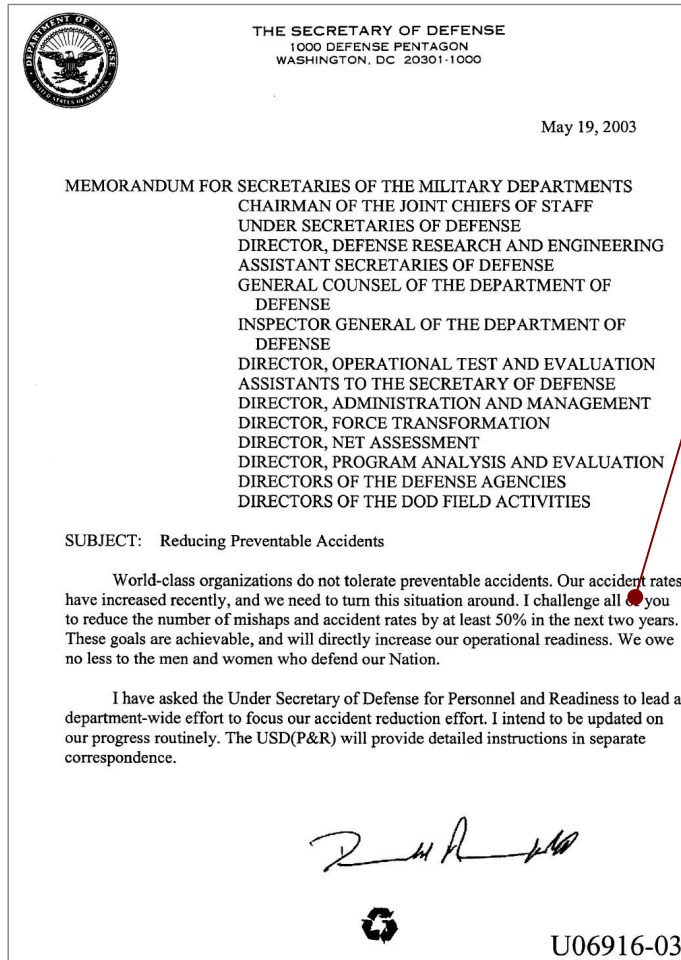 DEPARTMENT OF DEFENSE
UNITED STATES OF AMERICA
THE SECRETARY OF DEFENSE
1000 DEFENSE PENTAGON
WASHINGTON, DC 20301-1000
May 19, 2003
MEMORANDUM FOR SECRETARIES OF THE MILITARY DEPARTMENTS
CHAIRMAN OF THE JOINT CHIEFS OF STAFF
UNDER SECRETARIES OF DEFENSE
DIRECTOR, DEFENSE RESEARCH AND ENGINEERING
ASSISTANT SECRETARIES OF DEFENSE
GENERAL COUNSEL OF THE DEPARTMENT OF
DEFENSE
INSPECTOR GENERAL OF THE DEPARTMENT OF
DEFENSE
DIRECTOR, OPERATIONAL TEST AND EVALUATION
ASSISTANTS TO THE SECRETARY OF DEFENSE
DIRECTOR, ADMINISTRATION AND MANAGEMENT
DIRECTOR, FORCE TRANSFORMATION
DIRECTOR, NET ASSESSMENT
DIRECTOR, PROGRAM ANALYSIS AND EVALUATION
DIRECTORS OF THE DEFENSE AGENCIES
DIRECTORS OF THE DOD FIELD ACTIVITIES
SUBJECT: Reducing Preventable Accidents
World-class organizations do not tolerate preventable accidents. Our accident rates
have increased recently, and we need to turn this situation around. I challenge all of you
to reduce the number of mishaps and accident rates by at least 50% in the next two years.
These goals are achievable, and will directly increase our operational readiness. We owe
no less to the men and women who defend our Nation.
I have asked the Under Secretary of Defense for Personnel and Readiness to lead a
department-wide effort to focus our accident reduction effort. I intend to be updated on
our progress routinely. The USD(P&R) will provide detailed instructions in separate
correspondence.
U06916-03